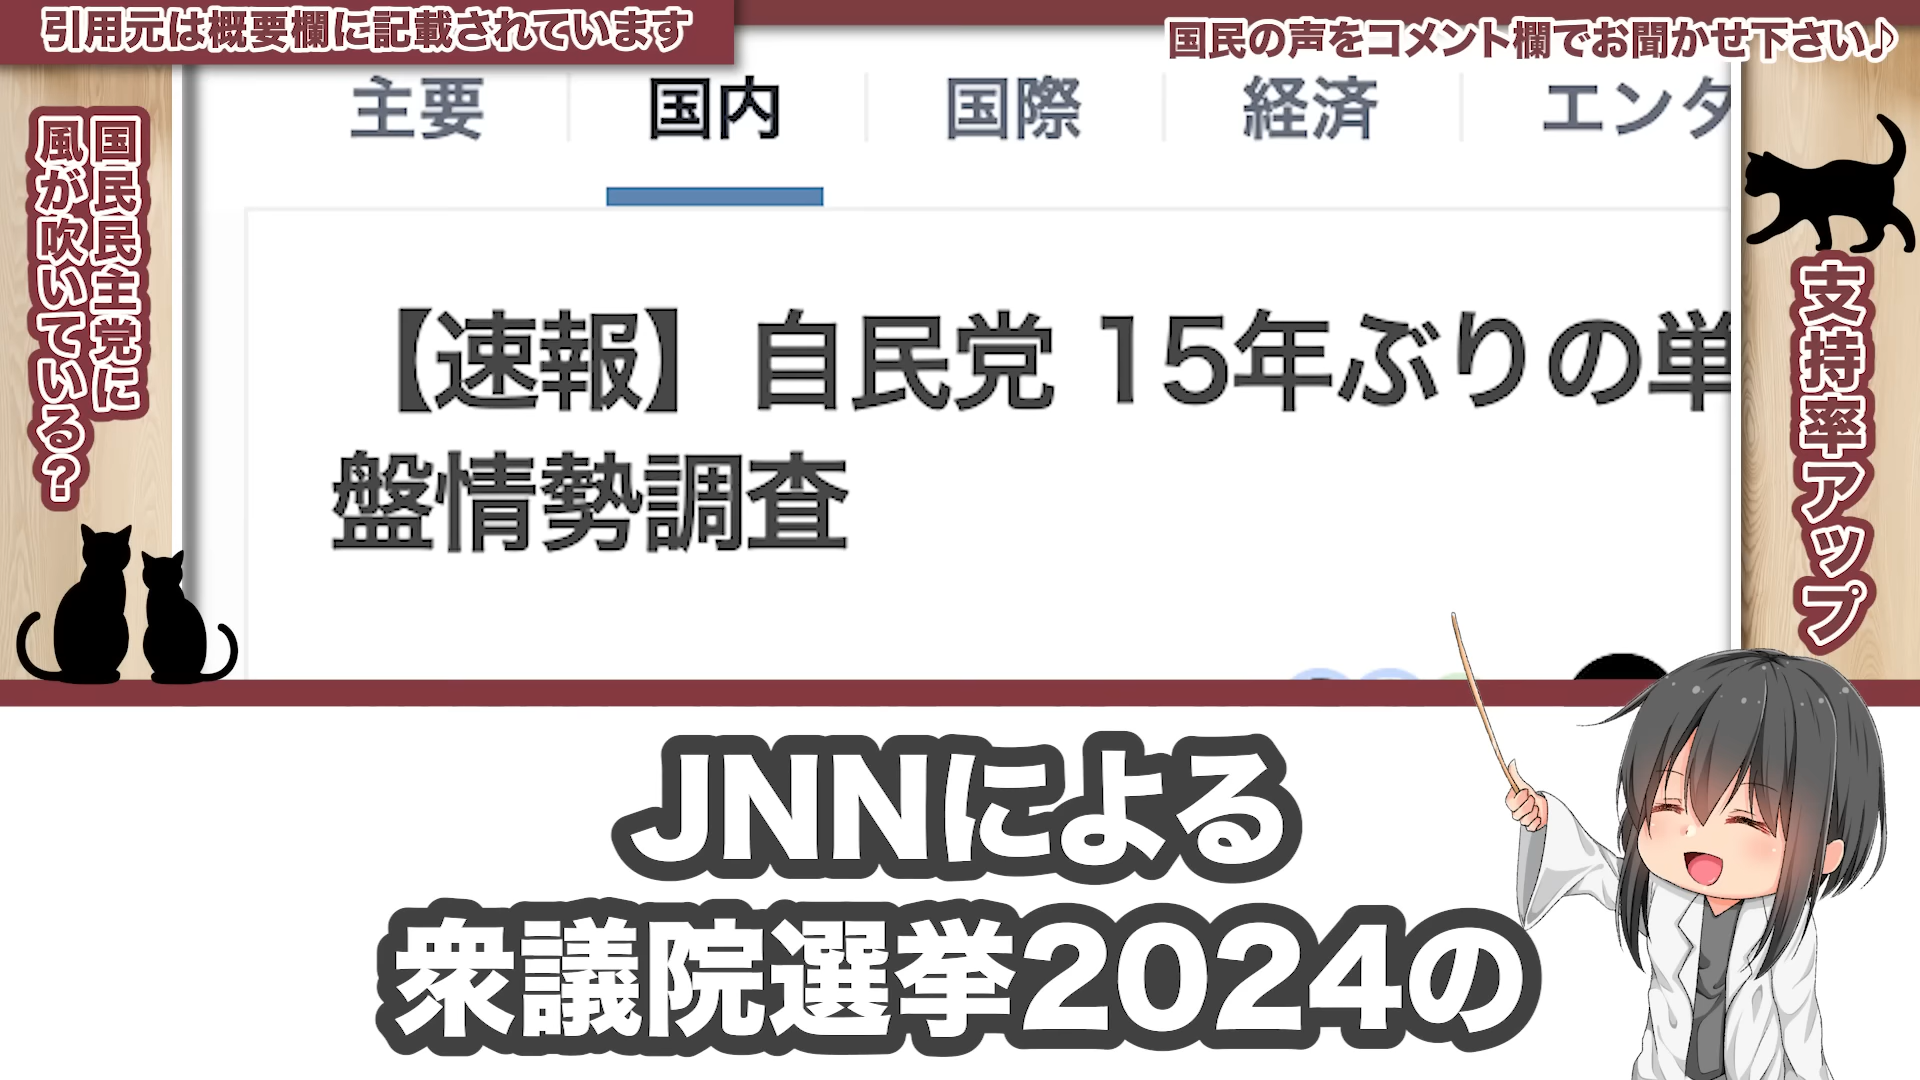 引用元は概要欄に記載されています
国民の声をコメント欄でお聞かせ下さい♪
国民民主党に
風が吹いている?
主要 国内 国際 経済 エンタ
【速報】自民党 15年ぶりの単
盤情勢調査
支持率アップ
JNNによる
衆議院選挙2024の